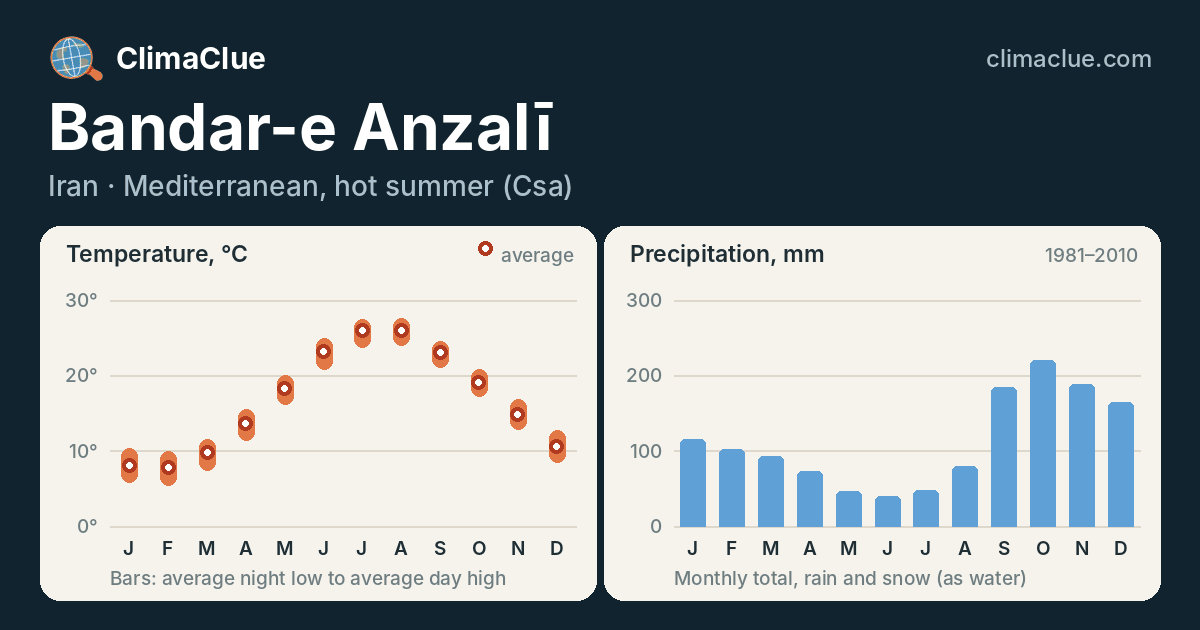 ClimaClue
climaclue.com
Bandar-e Anzalī
Iran · Mediterranean, hot summer (Csa)
Temperature, °C
average
30°
20°
10°
0°
J F M A M J J A S O N D
Bars: average night low to average day high
Precipitation, mm
1981–2010
300
200
100
0
J F M A M J J A S O N D
Monthly total, rain and snow (as water)